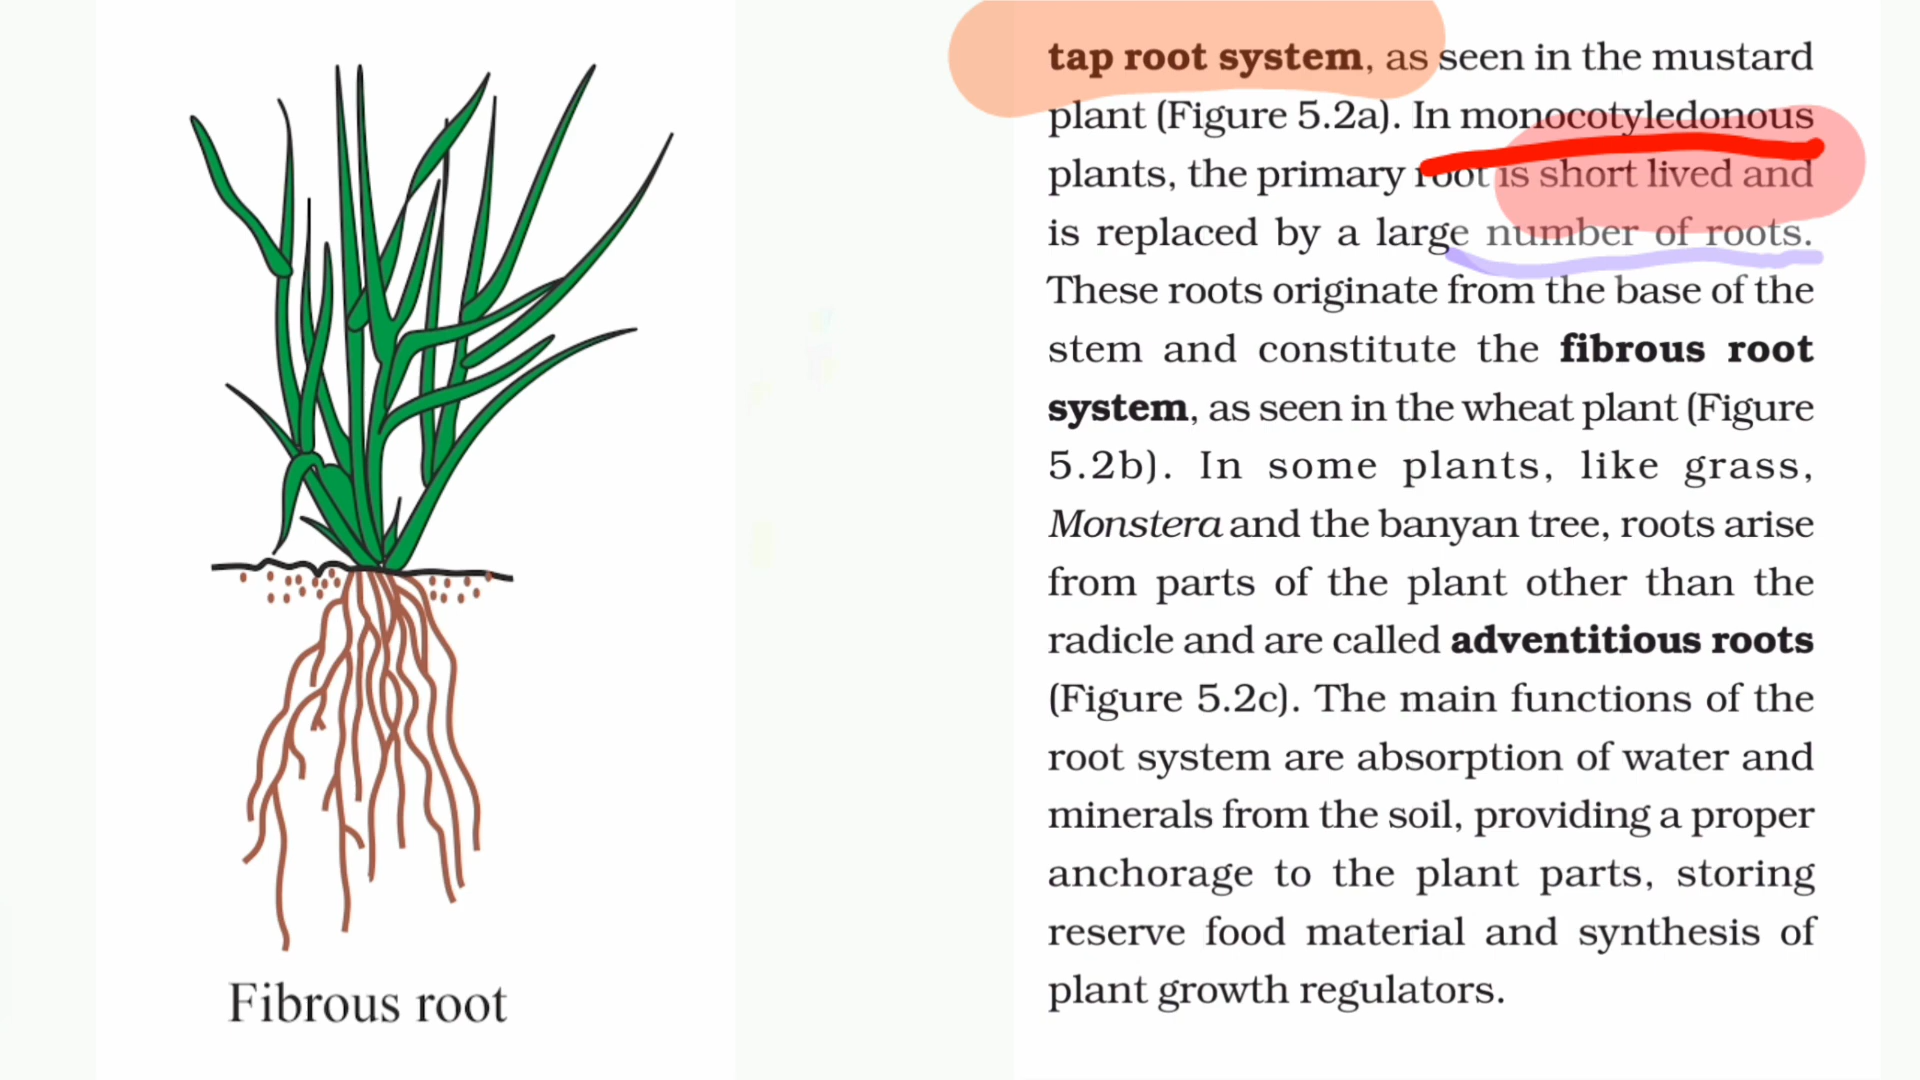 tap root system, as seen in the mustard
plant (Figure 5.2a). In monocotyledonous
plants, the primary root is short lived and
is replaced by a large number of roots.
These roots originate from the base of the
stem and constitute the fibrous root
system, as seen in the wheat plant (Figure
5.2b). In some plants, like grass,
Monstera and the banyan tree, roots arise
from parts of the plant other than the
radicle and are called adventitious roots
(Figure 5.2c). The main functions of the
root system are absorption of water and
minerals from the soil, providing a proper
anchorage to the plant parts, storing
reserve food material and synthesis of
plant growth regulators.
Fibrous root